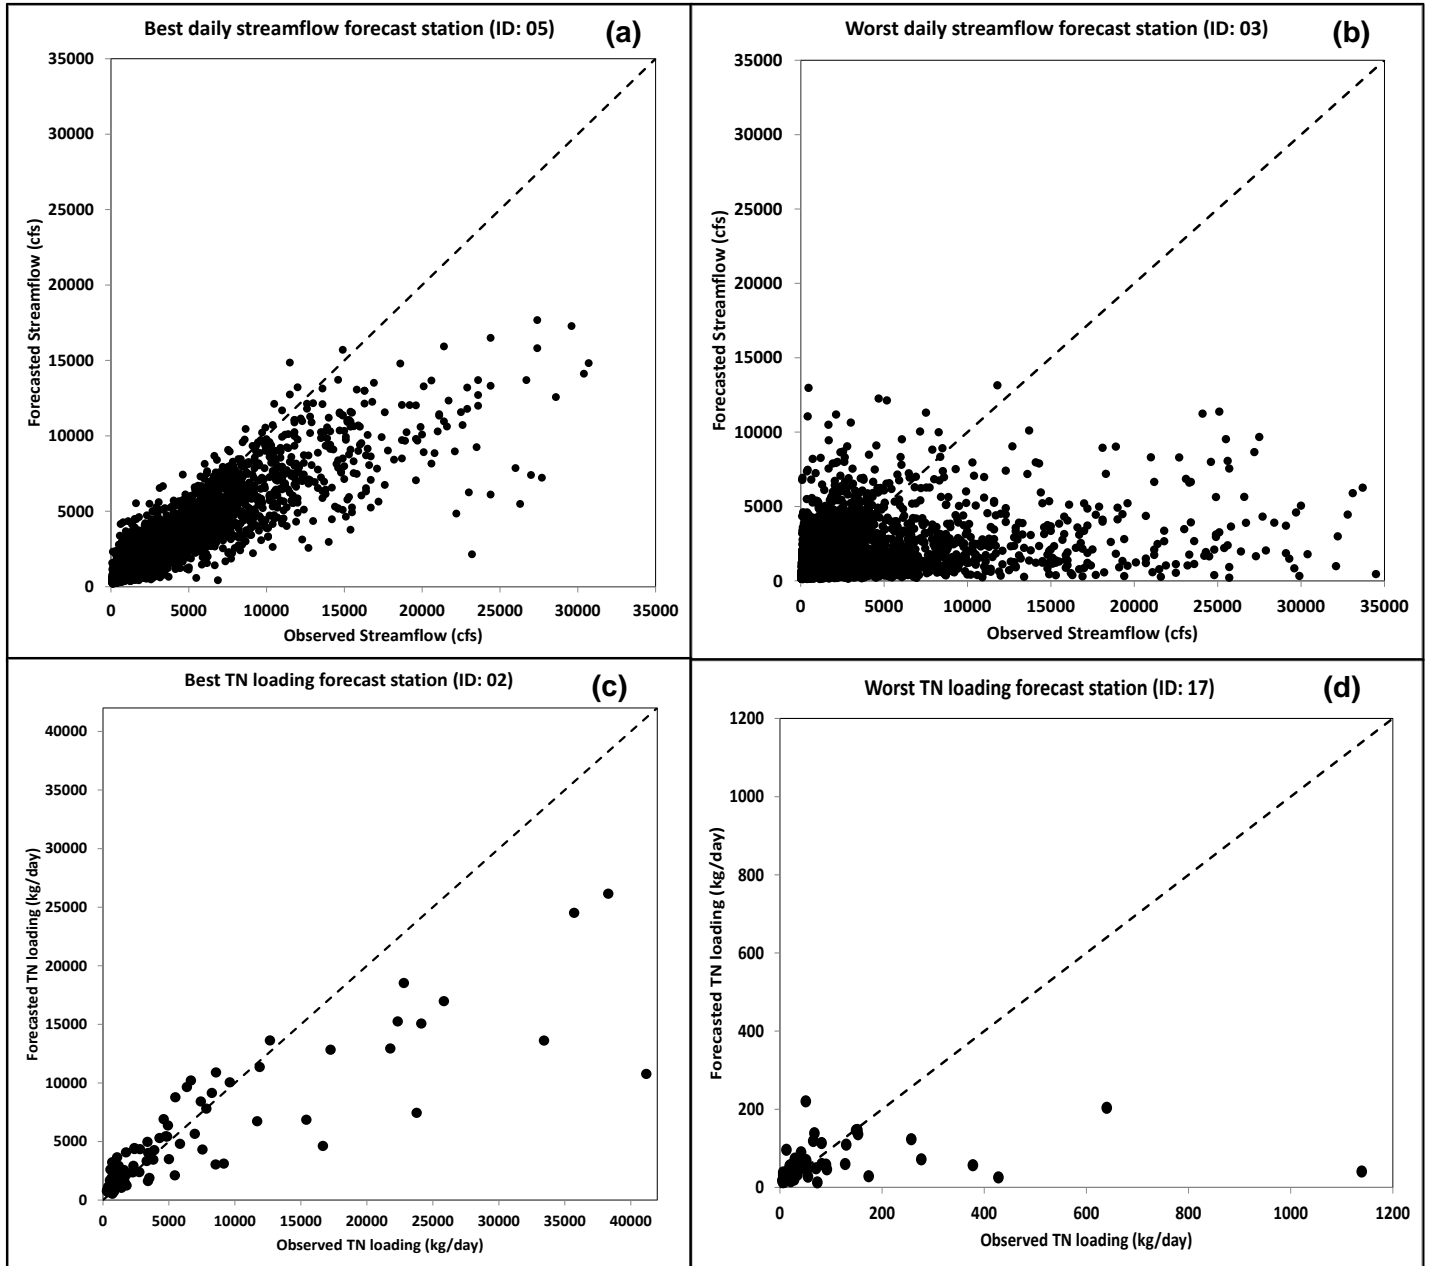 Best daily streamflow forecast station (ID: 05)
(a)
35000
30000
25000
20000
15000
10000
5000
0
Forecasted Streamflow (cfs)
0 5000 10000 15000 20000 25000 30000 35000
Observed Streamflow (cfs)
Worst daily streamflow forecast station (ID: 03)
(b)
35000
30000
25000
20000
15000
10000
5000
0
Forecasted Streamflow (cfs)
0 5000 10000 15000 20000 25000 30000 35000
Observed Streamflow (cfs)
Best TN loading forecast station (ID: 02)
(c)
40000
35000
30000
25000
20000
15000
10000
5000
0
Forecasted TN loading (kg/day)
0 5000 10000 15000 20000 25000 30000 35000 40000
Observed TN loading (kg/day)
Worst TN loading forecast station (ID: 17)
(d)
1200
1000
800
600
400
200
0
Forecasted TN loading (kg/day)
0 200 400 600 800 1000 1200
Observed TN loading (kg/day)